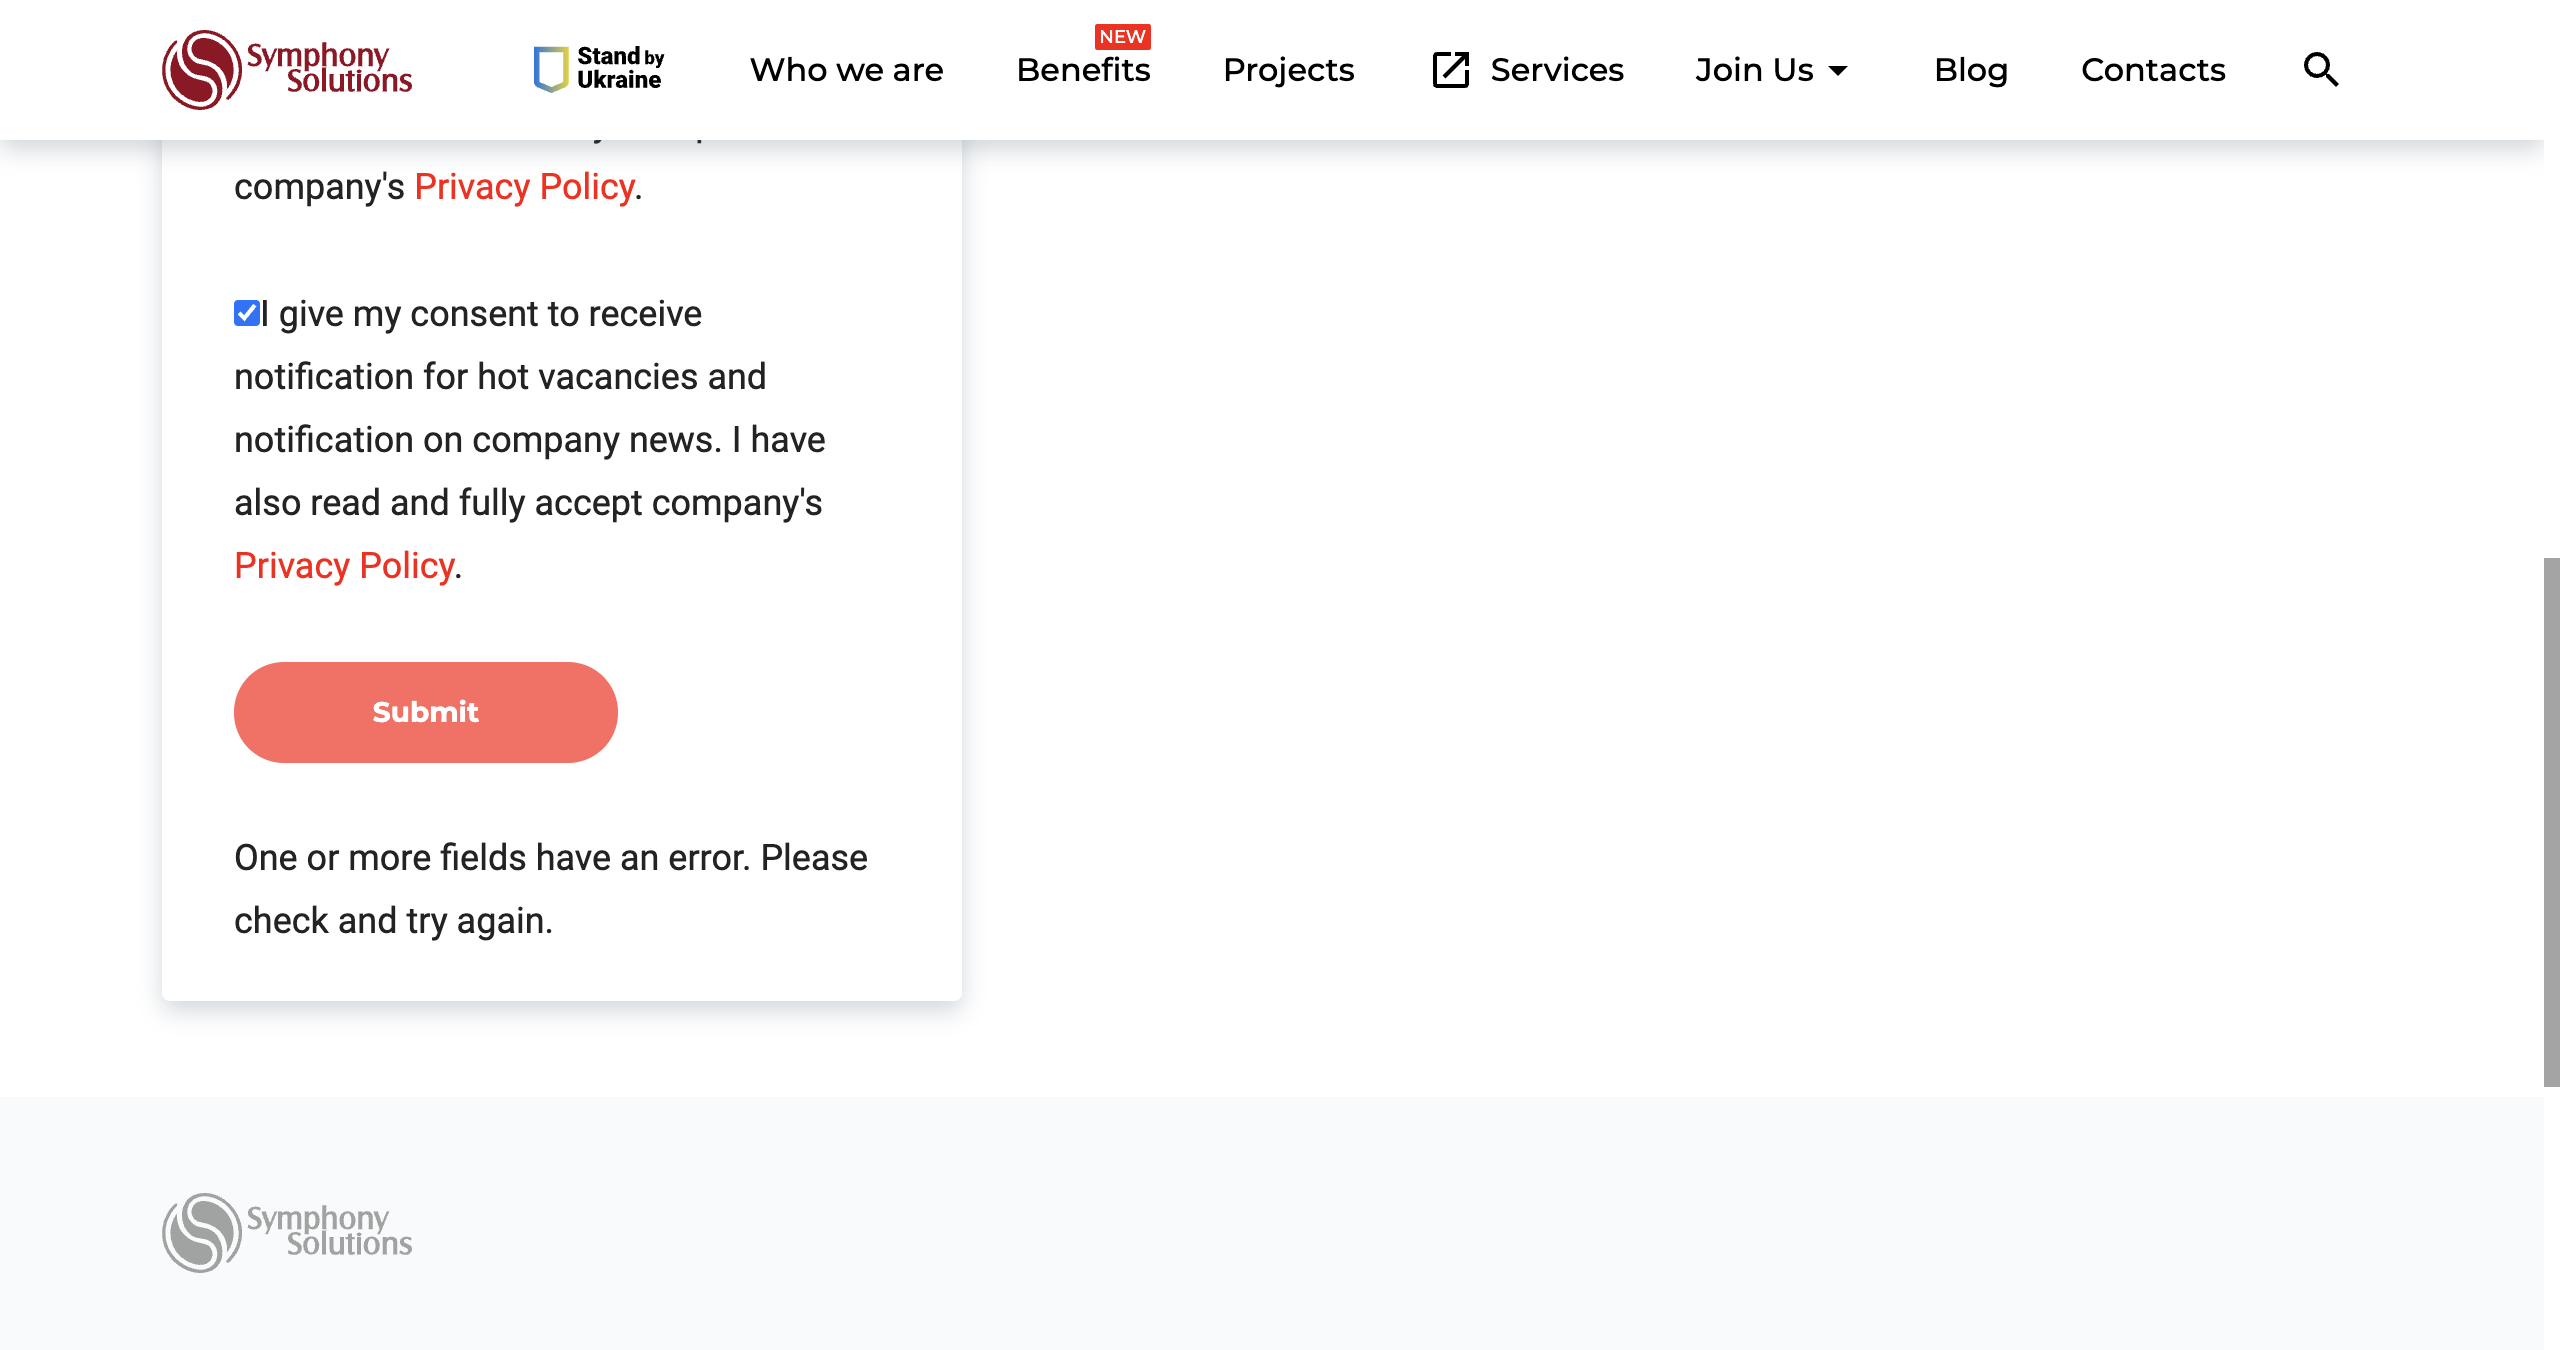 Symphony
Solutions
Stand by
Ukraine
Who we are
NEW
Benefits
Projects
Services
Join Us
Blog
Contacts
company's Privacy Policy.
I give my consent to receive
notification for hot vacancies and
notification on company news. I have
also read and fully accept company's
Privacy Policy.
Submit
One or more fields have an error. Please
check and try again.
Symphony
Solutions